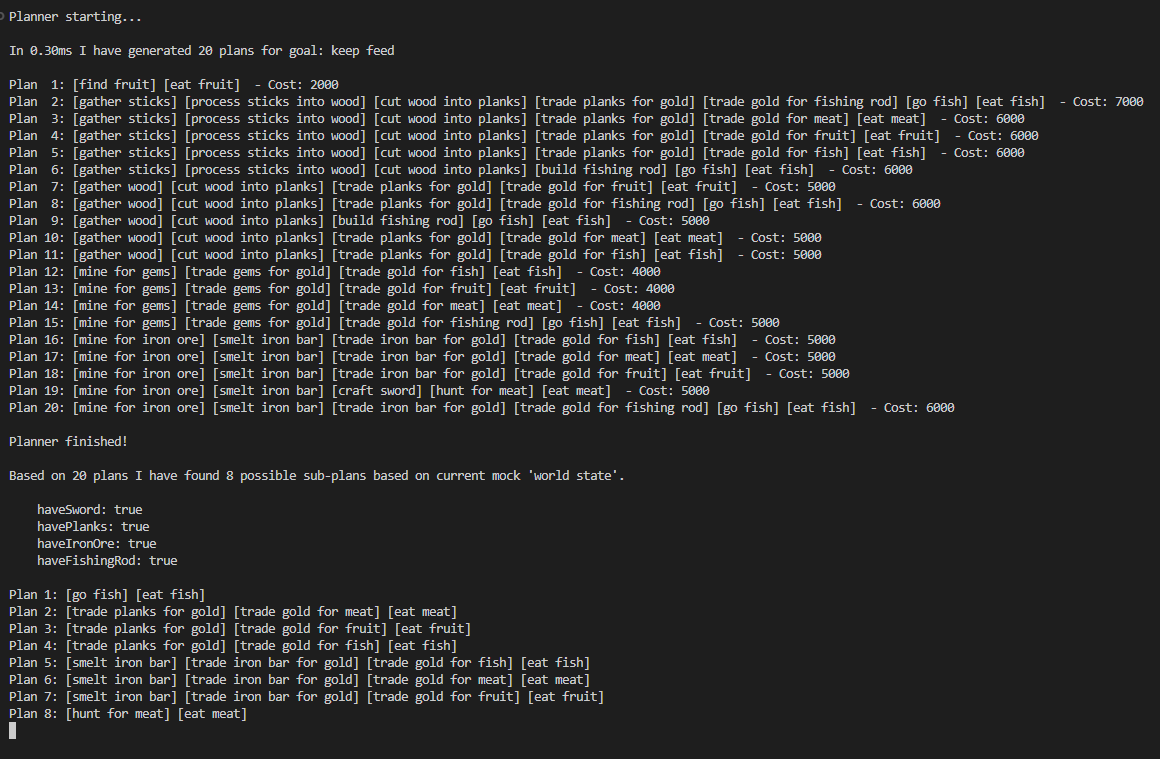 Planner starting...
In 0.30ms I have generated 20 plans for goal: keep feed
Plan  1: [find fruit] [eat fruit]  - Cost: 2000
Plan  2: [gather sticks] [process sticks into wood] [cut wood into planks] [trade planks for gold] [trade gold for fishing rod] [go fish] [eat fish]  - Cost: 7000
Plan  3: [gather sticks] [process sticks into wood] [cut wood into planks] [trade planks for gold] [trade gold for meat] [eat meat]  - Cost: 6000
Plan  4: [gather sticks] [process sticks into wood] [cut wood into planks] [trade planks for gold] [trade gold for fruit] [eat fruit]  - Cost: 6000
Plan  5: [gather sticks] [process sticks into wood] [cut wood into planks] [trade planks for gold] [trade gold for fish] [eat fish]  - Cost: 6000
Plan  6: [gather sticks] [process sticks into wood] [cut wood into planks] [build fishing rod] [go fish] [eat fish]  - Cost: 6000
Plan  7: [gather wood] [cut wood into planks] [trade planks for gold] [trade gold for fruit] [eat fruit]  - Cost: 5000
Plan  8: [gather wood] [cut wood into planks] [trade planks for gold] [trade gold for fishing rod] [go fish] [eat fish]  - Cost: 6000
Plan  9: [gather wood] [cut wood into planks] [build fishing rod] [go fish] [eat fish]  - Cost: 5000
Plan 10: [gather wood] [cut wood into planks] [trade planks for gold] [trade gold for meat] [eat meat]  - Cost: 5000
Plan 11: [gather wood] [cut wood into planks] [trade planks for gold] [trade gold for fish] [eat fish]  - Cost: 5000
Plan 12: [mine for gems] [trade gems for gold] [trade gold for fish] [eat fish]  - Cost: 4000
Plan 13: [mine for gems] [trade gems for gold] [trade gold for fruit] [eat fruit]  - Cost: 4000
Plan 14: [mine for gems] [trade gems for gold] [trade gold for meat] [eat meat]  - Cost: 4000
Plan 15: [mine for gems] [trade gems for gold] [trade gold for fishing rod] [go fish] [eat fish]  - Cost: 5000
Plan 16: [mine for iron ore] [smelt iron bar] [trade iron bar for gold] [trade gold for fish] [eat fish]  - Cost: 5000
Plan 17: [mine for iron ore] [smelt iron bar] [trade iron bar for gold] [trade gold for meat] [eat meat]  - Cost: 5000
Plan 18: [mine for iron ore] [smelt iron bar] [trade iron bar for gold] [trade gold for fruit] [eat fruit]  - Cost: 5000
Plan 19: [mine for iron ore] [smelt iron bar] [craft sword] [hunt for meat] [eat meat]  - Cost: 5000
Plan 20: [mine for iron ore] [smelt iron bar] [trade iron bar for gold] [trade gold for fishing rod] [go fish] [eat fish]  - Cost: 6000
Planner finished!
Based on 20 plans I have found 8 possible sub-plans based on current mock 'world state'.
haveSword: true
havePlanks: true
haveIronOre: true
haveFishingRod: true
Plan 1: [go fish] [eat fish]
Plan 2: [trade planks for gold] [trade gold for meat] [eat meat]
Plan 3: [trade planks for gold] [trade gold for fruit] [eat fruit]
Plan 4: [trade planks for gold] [trade gold for fish] [eat fish]
Plan 5: [smelt iron bar] [trade iron bar for gold] [trade gold for fish] [eat fish]
Plan 6: [smelt iron bar] [trade iron bar for gold] [trade gold for meat] [eat meat]
Plan 7: [smelt iron bar] [trade iron bar for gold] [trade gold for fruit] [eat fruit]
Plan 8: [hunt for meat] [eat meat]